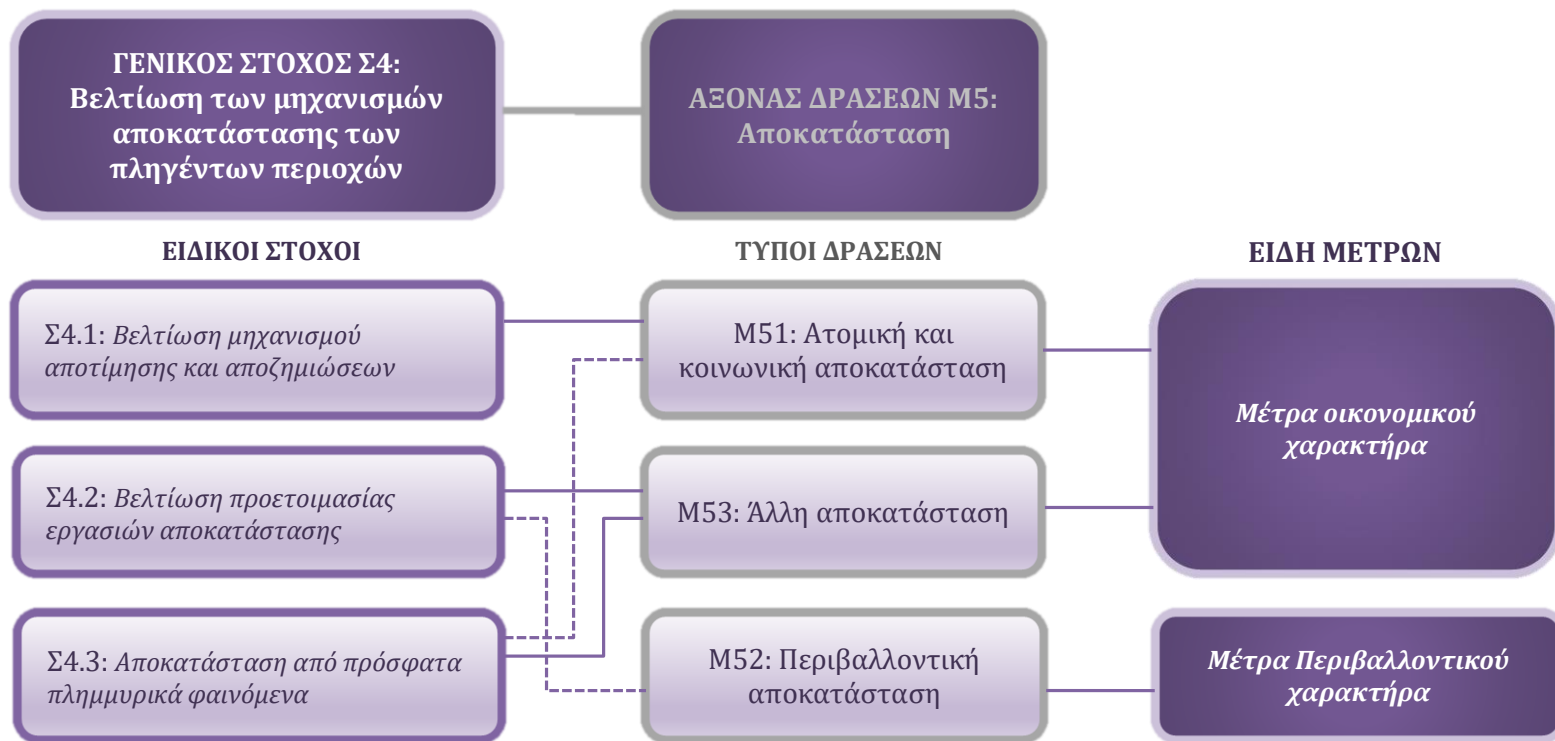 ΓΕΝΙΚΟΣ ΣΤΟΧΟΣ Σ4:
Βελτίωση των μηχανισμών
αποκατάστασης των
πληγέντων περιοχών
ΑΞΟΝΑΣ ΔΡΑΣΕΩΝ Μ5:
Αποκατάσταση
ΕΙΔΙΚΟΙ ΣΤΟΧΟΙ
ΤΥΠΟΙ ΔΡΑΣΕΩΝ
ΕΙΔΗ ΜΕΤΡΩΝ
Σ4.1: Βελτίωση μηχανισμού
αποτίμησης και αποζημιώσεων
Μ51: Ατομική και
κοινωνική αποκατάσταση
Μέτρα οικονομικού
χαρακτήρα
Σ4.2: Βελτίωση προετοιμασίας
εργασιών αποκατάστασης
Μ53: Άλλη αποκατάσταση
Σ4.3: Αποκατάσταση από πρόσφατα
πλημμυρικά φαινόμενα
Μ52: Περιβαλλοντική
αποκατάσταση
Μέτρα Περιβαλλοντικού
χαρακτήρα